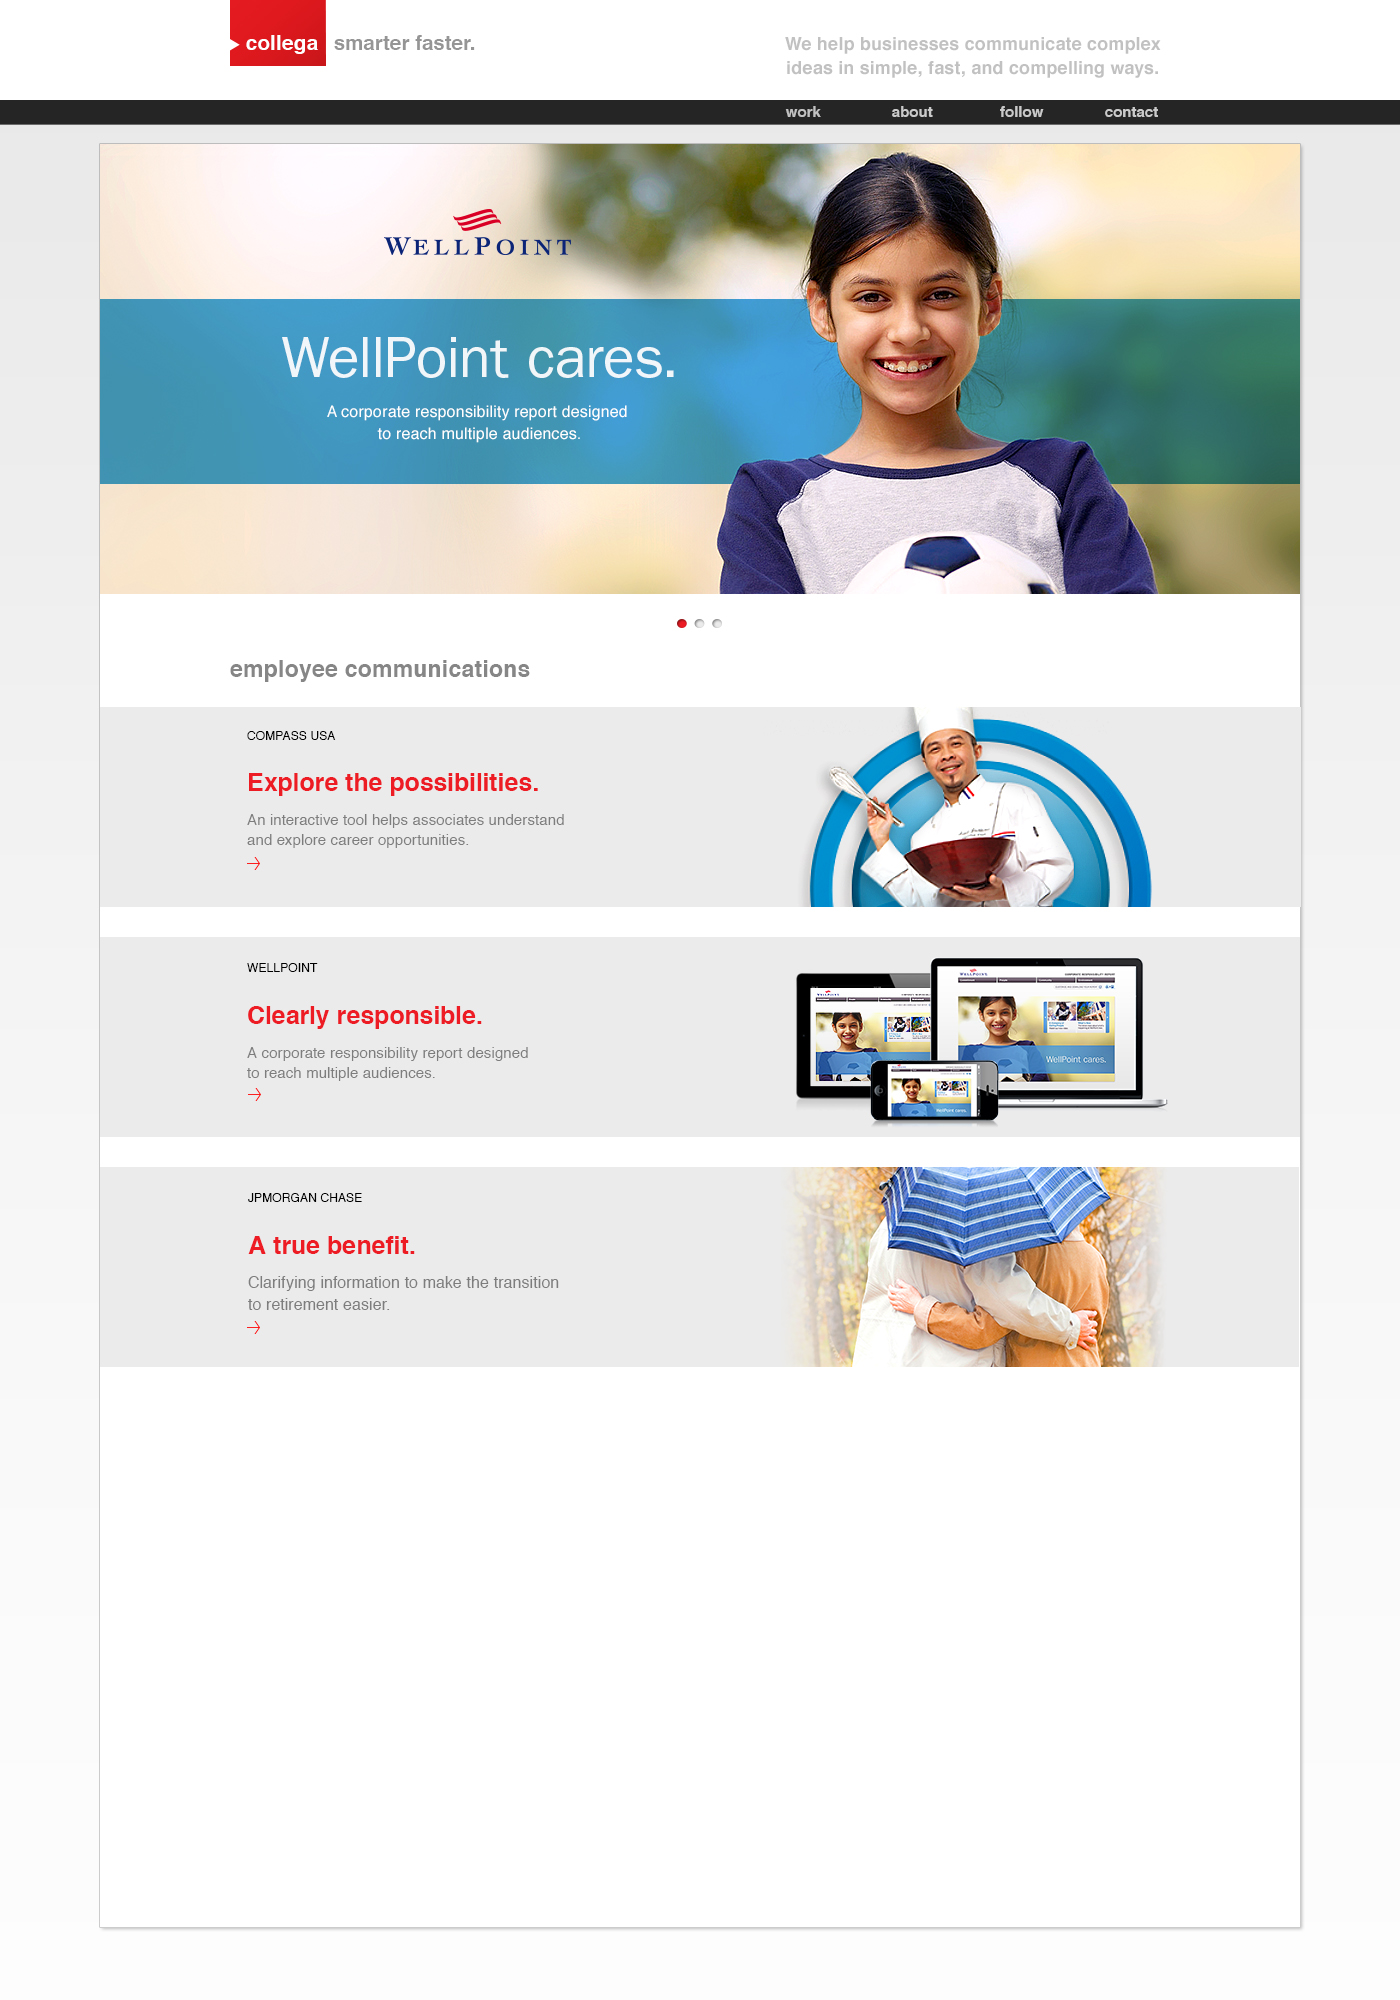 collega smarter faster.
We help businesses communicate complex
ideas in simple, fast, and compelling ways.
work about follow contact
WELLPOINT
WellPoint cares.
A corporate responsibility report designed
to reach multiple audiences.
employee communications
COMPASS USA
Explore the possibilities.
An interactive tool helps associates understand
and explore career opportunities.
WELLPOINT
Clearly responsible.
A corporate responsibility report designed
to reach multiple audiences.
WELLPOINT
WellPoint cares.
WellPoint cares.
JPMORGAN CHASE
A true benefit.
Clarifying information to make the transition
to retirement easier.